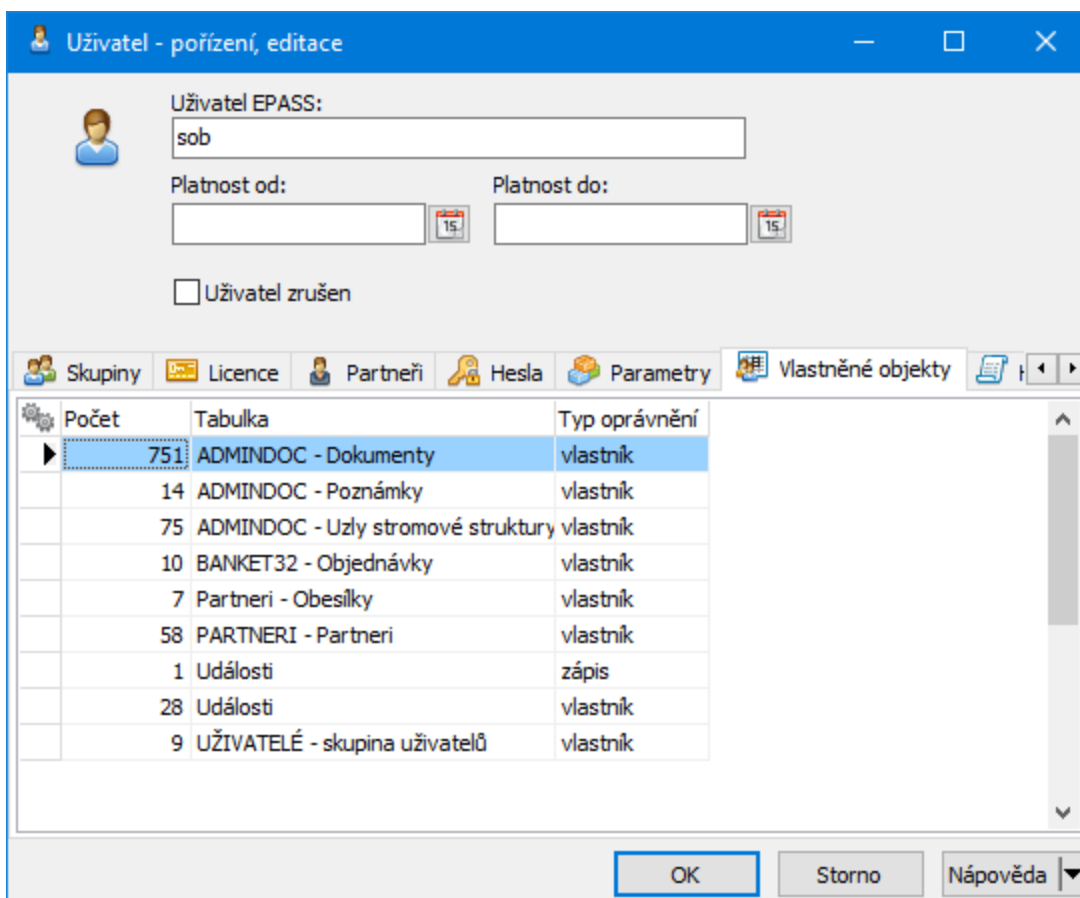 Uživatel - pořízení, editace
Uživatel EPASS:
sob
Platnost od: Platnost do:
15 15
Uživatel zrušen
Skupiny Licence Partneři Hesla Parametry Vlastněné objekty
Počet Tabulka Typ oprávnění
751 ADMINDOC - Dokumenty vlastník
14 ADMINDOC - Poznámky vlastník
75 ADMINDOC - Uzly stromové struktury vlastník
10 BANKET32 - Objednávky vlastník
7 Partneri - Obesílky vlastník
58 PARTNERI - Partneri vlastník
1 Události zápis
28 Události vlastník
9 UŽIVATELÉ - skupina uživatelů vlastník
OK Storno Nápověda